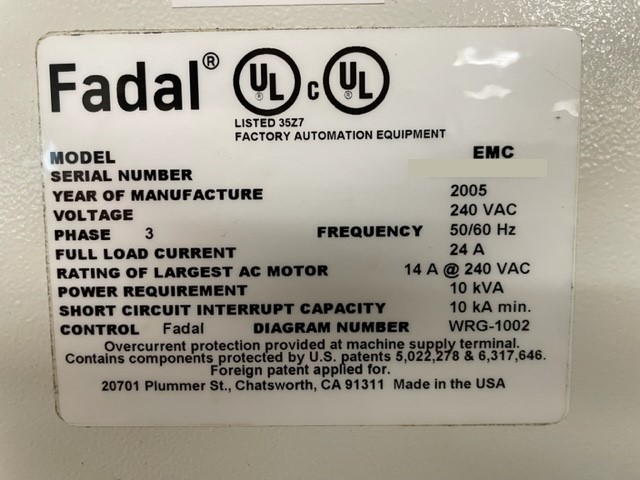 Fadal® UL® c UL®
LISTED 35Z7
FACTORY AUTOMATION EQUIPMENT
MODEL EMC
SERIAL NUMBER
YEAR OF MANUFACTURE 2005
VOLTAGE 240 VAC
PHASE 3 FREQUENCY 50/60 Hz
FULL LOAD CURRENT 24 A
RATING OF LARGEST AC MOTOR 14 A @ 240 VAC
POWER REQUIREMENT 10 kVA
SHORT CIRCUIT INTERRUPT CAPACITY 10 kA min.
CONTROL Fadal DIAGRAM NUMBER WRG-1002
Overcurrent protection provided at machine supply terminal.
Contains components protected by U.S. patents 5,022,278 & 6,317,646.
Foreign patent applied for.
20701 Plummer St., Chatsworth, CA 91311 Made in the USA